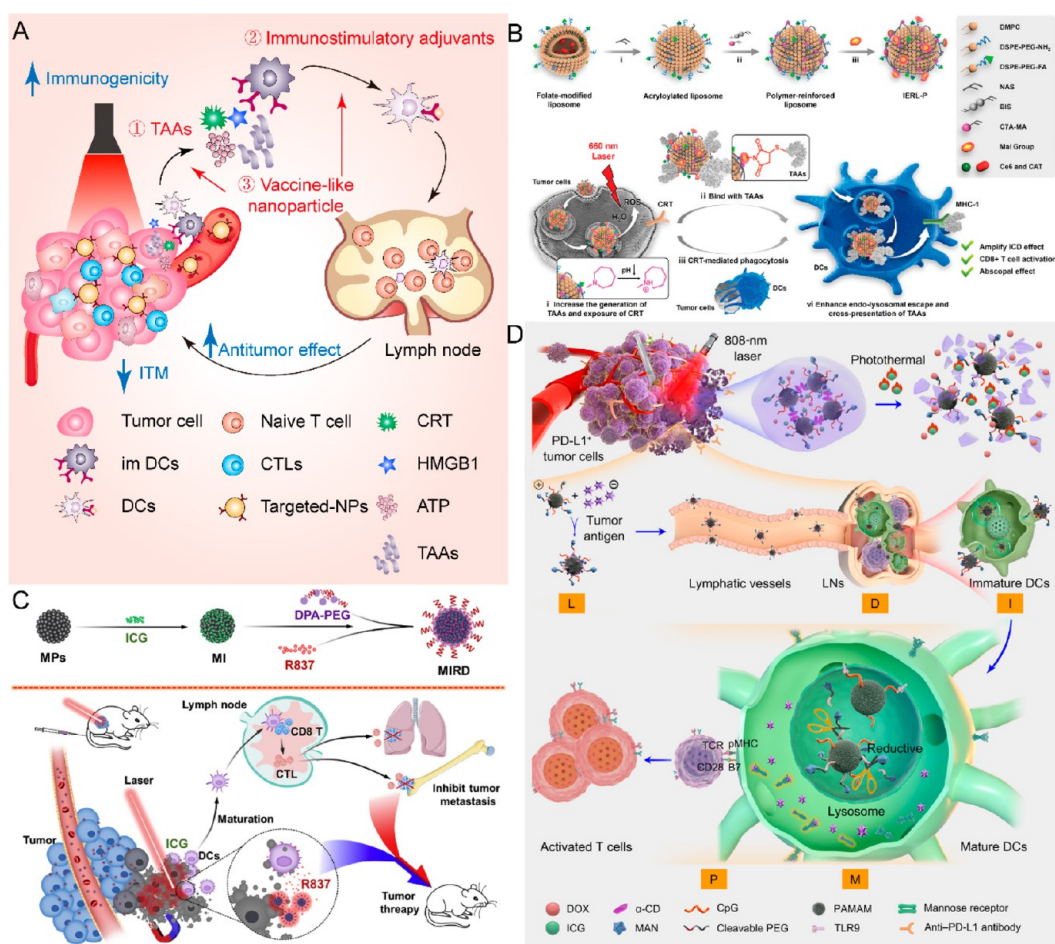 A
② Immunostimulatory adjuvants
Immunogenicity
① TAAs
③ Vaccine-like
nanoparticle
Antitumor effect
Lymph node
ITM
Tumor cell
Naive T cell
CRT
im DCs
CTLs
HMGB1
DCs
Targeted-NPs
ATP
TAAs
B
Folate-modified
liposome
i
Acryloylated liposome
ii
Polymer-reinforced
liposome
iii
IERL-P
DMPC
DSPE-PEG-NH₂
DSPE-PEG-FA
NAS
BIS
CTA-MA
Mal Group
Ce6 and CAT
660 nm
Laser
Tumor cells
ROS
H₂O
CRT
TAAs
ii Bind with TAAs
MHC-1
iii CRT-mediated phagocytosis
DCs
Amplify ICD effect
CD8+ T cell activation
Abscopal effect
pH
i Increase the generation of
TAAs and exposure of CRT
Tumor cells
DCs
vi Enhance endo-lysosomal escape and
cross-presentation of TAAs
C
MPs
ICG
MI
DPA-PEG
R837
MIRD
Lymph node
CD8 T
CTL
Inhibit tumor
metastasis
Laser
Maturation
Tumor
ICG
DCs
R837
Tumor
threapy
D
808-nm
laser
Photothermal
PD-L1⁺
tumor cells
Tumor
antigen
Lymphatic vessels
LNs
Immature DCs
L
D
I
TCR
pMHC
CD28
B7
Reductive
Lysosome
Activated T cells
Mature DCs
P
M
DOX
α-CD
CpG
PAMAM
Mannose receptor
ICG
MAN
Cleavable PEG
TLR9
Anti–PD-L1 antibody